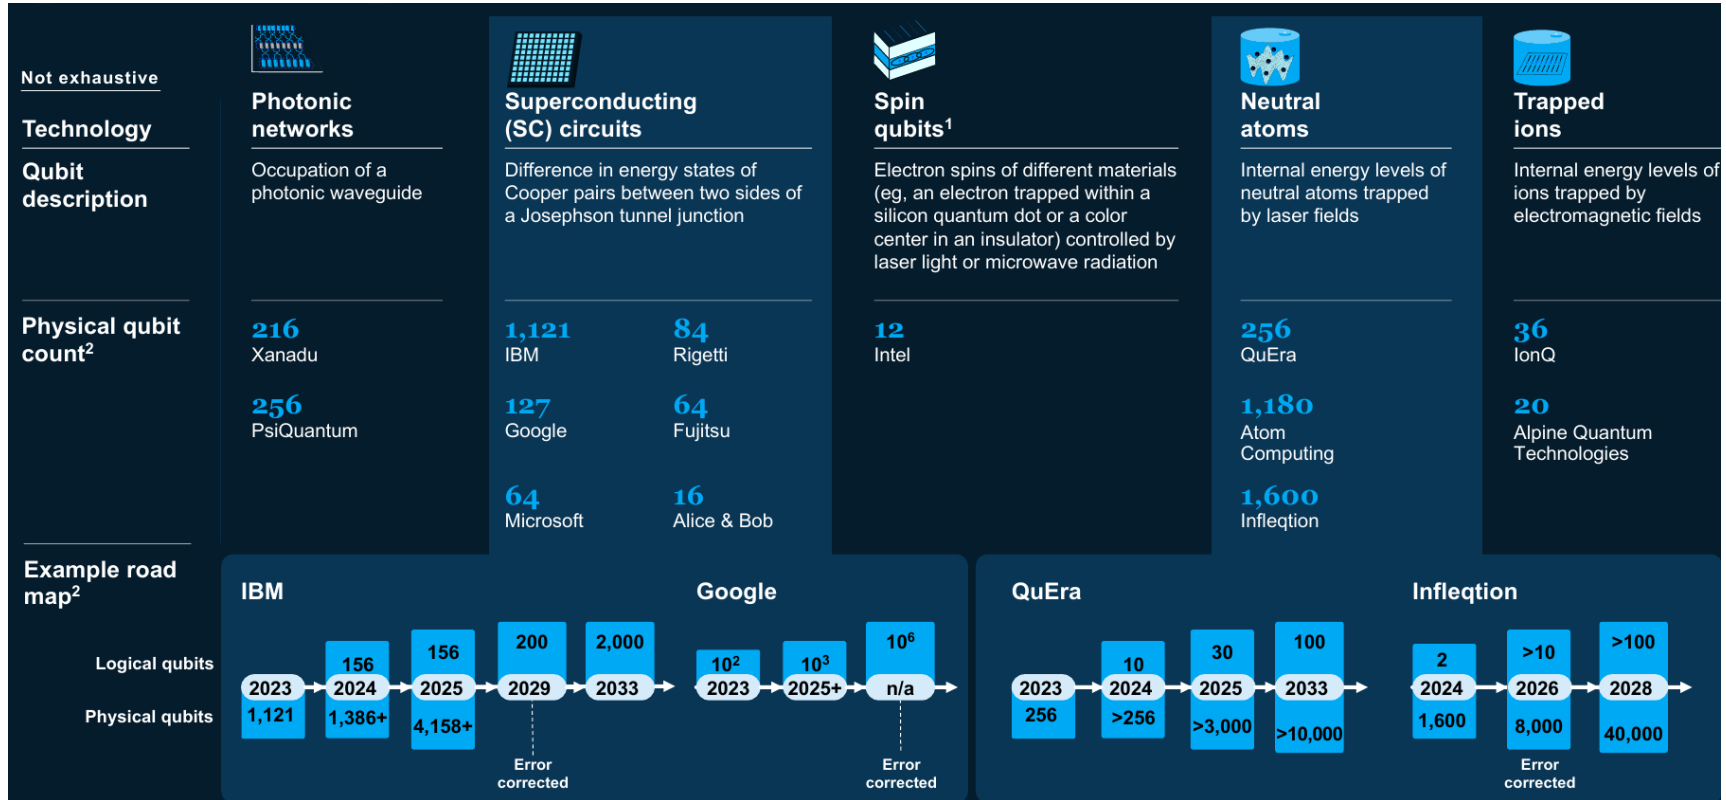 Not exhaustive
Technology
Photonic
networks
Superconducting
(SC) circuits
Spin
qubits¹
Neutral
atoms
Trapped
ions
Qubit
description
Occupation of a
photonic waveguide
Difference in energy states of
Cooper pairs between two sides of
a Josephson tunnel junction
Electron spins of different materials
(eg, an electron trapped within a
silicon quantum dot or a color
center in an insulator) controlled by
laser light or microwave radiation
Internal energy levels of
neutral atoms trapped
by laser fields
Internal energy levels of
ions trapped by
electromagnetic fields
Physical qubit
count²
216
Xanadu
256
PsiQuantum
1,121
IBM
84
Rigetti
127
Google
64
Fujitsu
64
Microsoft
16
Alice & Bob
12
Intel
256
QuEra
1,180
Atom
Computing
1,600
Infleqtion
36
IonQ
20
Alpine Quantum
Technologies
Example road
map²
Logical qubits
Physical qubits
IBM
156
156
200
2,000
2023
2024
2025
2029
2033
1,121
1,386+
4,158+
Error
corrected
Google
10²
10³
10⁶
2023
2025+
n/a
Error
corrected
QuEra
10
30
100
2023
2024
2025
2033
256
>256
>3,000
>10,000
Infleqtion
2
>10
>100
2024
2026
2028
1,600
8,000
40,000
Error
corrected